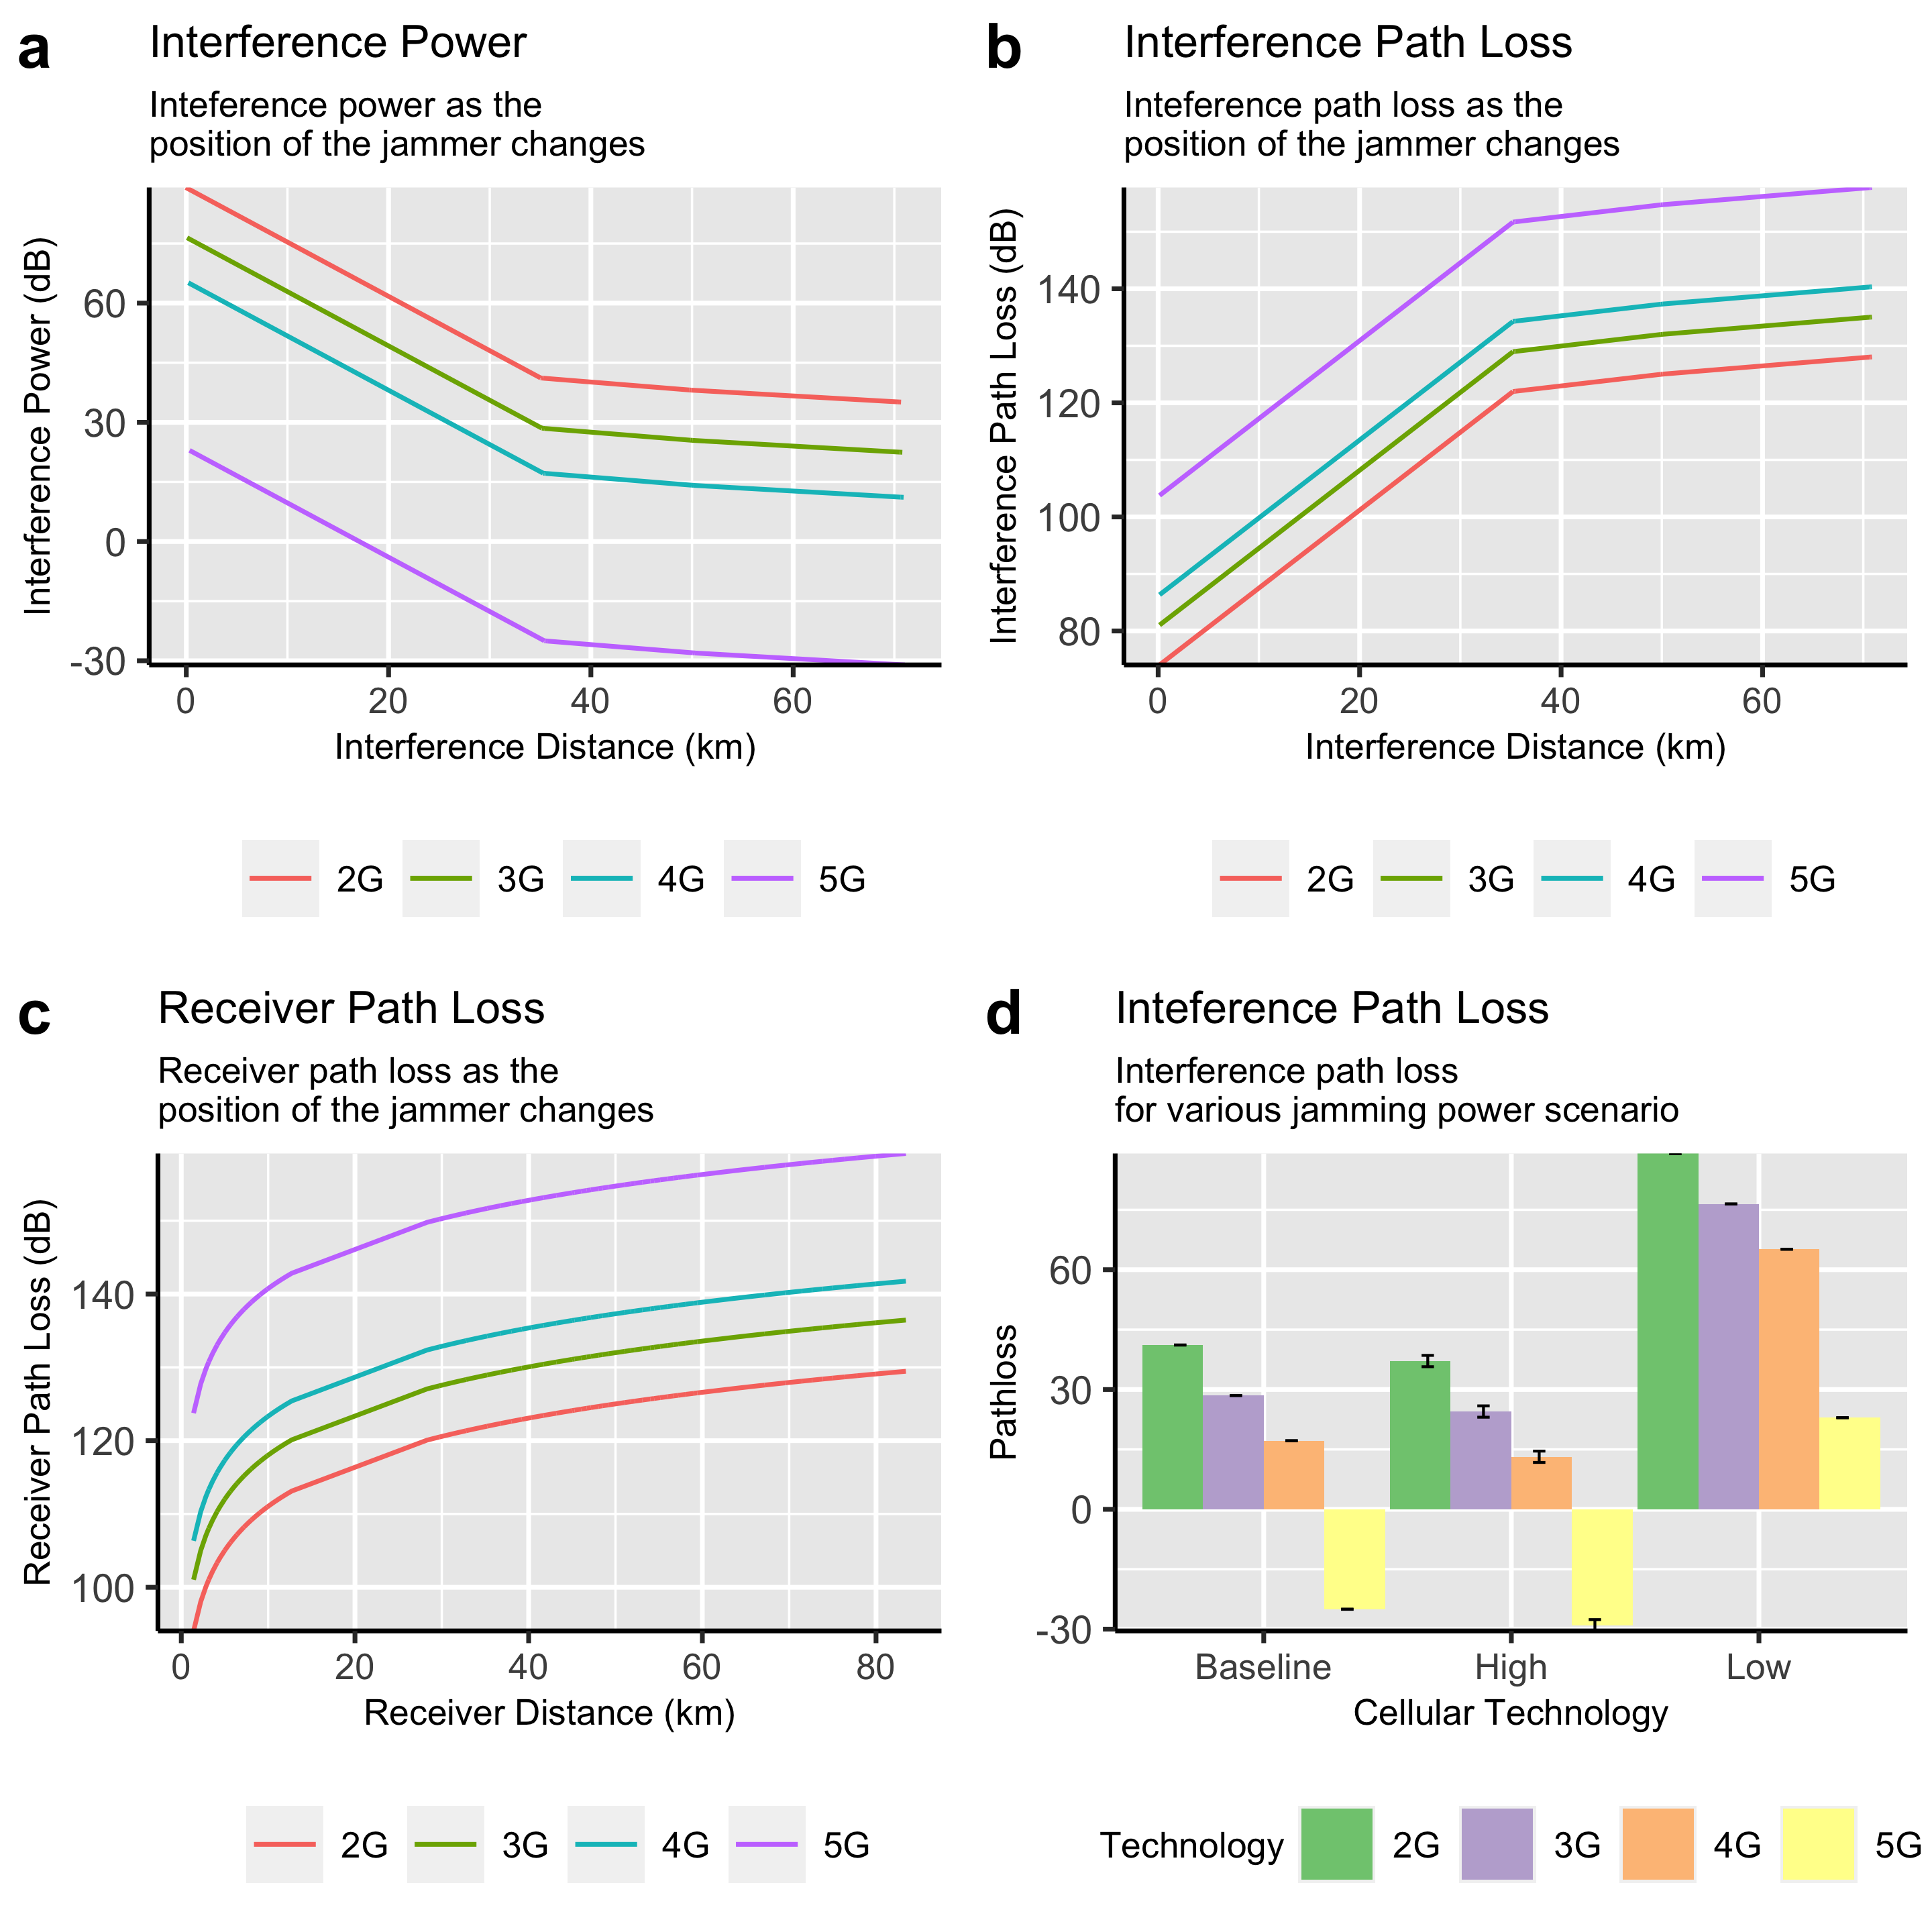 a
Interference Power
Inteference power as the
position of the jammer changes
Interference Power (dB)
60
30
0
-30
0 20 40 60
Interference Distance (km)
2G 3G 4G 5G
b
Interference Path Loss
Inteference path loss as the
position of the jammer changes
Interference Path Loss (dB)
140
120
100
80
0 20 40 60
Interference Distance (km)
2G 3G 4G 5G
c
Receiver Path Loss
Receiver path loss as the
position of the jammer changes
Receiver Path Loss (dB)
140
120
100
0 20 40 60 80
Receiver Distance (km)
2G 3G 4G 5G
d
Inteference Path Loss
Interference path loss
for various jamming power scenario
Pathloss
60
30
0
-30
Baseline High Low
Cellular Technology
Technology 2G 3G 4G 5G